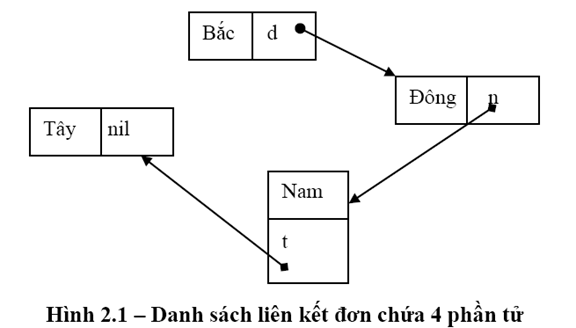 Bắc d
Đông n
Tây nil
Nam
t
Hình 2.1 – Danh sách liên kết đơn chứa 4 phần tử